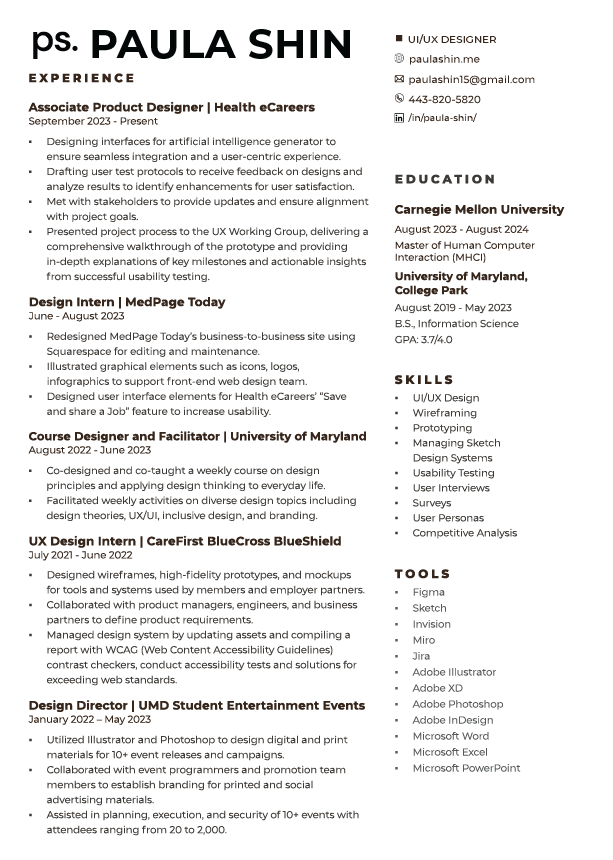 ps. PAULA SHIN
EXPERIENCE
Associate Product Designer | Health eCareers
September 2023 - Present
▪ Designing interfaces for artificial intelligence generator to
ensure seamless integration and a user-centric experience.
▪ Drafting user test protocols to receive feedback on designs and
analyze results to identify enhancements for user satisfaction.
▪ Met with stakeholders to provide updates and ensure alignment
with project goals.
▪ Presented project process to the UX Working Group, delivering a
comprehensive walkthrough of the prototype and providing
in-depth explanations of key milestones and actionable insights
from successful usability testing.
Design Intern | MedPage Today
June - August 2023
▪ Redesigned MedPage Today's business-to-business site using
Squarespace for editing and maintenance.
▪ Illustrated graphical elements such as icons, logos,
infographics to support front-end web design team.
▪ Designed user interface elements for Health eCareers' "Save
and share a Job" feature to increase usability.
Course Designer and Facilitator | University of Maryland
August 2022 - June 2023
▪ Co-designed and co-taught a weekly course on design
principles and applying design thinking to everyday life.
▪ Facilitated weekly activities on diverse design topics including
design theories, UX/UI, inclusive design, and branding.
UX Design Intern | CareFirst BlueCross BlueShield
July 2021 - June 2022
▪ Designed wireframes, high-fidelity prototypes, and mockups
for tools and systems used by members and employer partners.
▪ Collaborated with product managers, engineers, and business
partners to define product requirements.
▪ Managed design system by updating assets and compiling a
report with WCAG (Web Content Accessibility Guidelines)
contrast checkers, conduct accessibility tests and solutions for
exceeding web standards.
Design Director | UMD Student Entertainment Events
January 2022 – May 2023
▪ Utilized Illustrator and Photoshop to design digital and print
materials for 10+ event releases and campaigns.
▪ Collaborated with event programmers and promotion team
members to establish branding for printed and social
advertising materials.
▪ Assisted in planning, execution, and security of 10+ events with
attendees ranging from 20 to 2,000.
UI/UX DESIGNER
paulashin.me
paulashin15@gmail.com
443-820-5820
/in/paula-shin/
EDUCATION
Carnegie Mellon University
August 2023 - August 2024
Master of Human Computer
Interaction (MHCI)
University of Maryland,
College Park
August 2019 - May 2023
B.S., Information Science
GPA: 3.7/4.0
SKILLS
▪ UI/UX Design
▪ Wireframing
▪ Prototyping
▪ Managing Sketch
Design Systems
▪ Usability Testing
▪ User Interviews
▪ Surveys
▪ User Personas
▪ Competitive Analysis
TOOLS
▪ Figma
▪ Sketch
▪ Invision
▪ Miro
▪ Jira
▪ Adobe Illustrator
▪ Adobe XD
▪ Adobe Photoshop
▪ Adobe InDesign
▪ Microsoft Word
▪ Microsoft Excel
▪ Microsoft PowerPoint